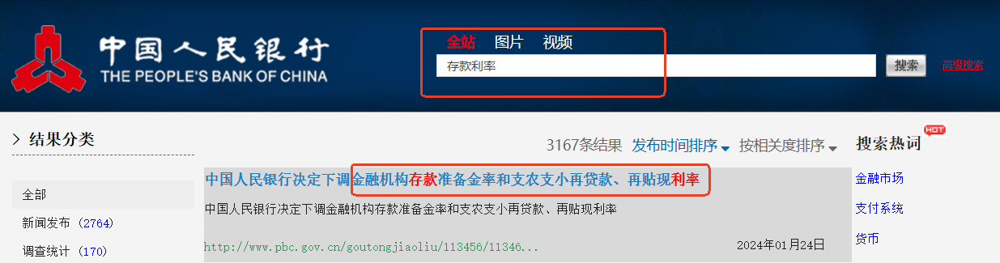 中国人民银行
THE PEOPLE'S BANK OF CHINA
全站 图片 视频
存款利率
搜索
高级搜索
结果分类
3167条结果 发布时间排序 按相关度排序
搜索热词
HOT
中国人民银行决定下调金融机构存款准备金率和支农支小再贷款、再贴现利率
中国人民银行决定下调金融机构存款准备金率和支农支小再贷款、再贴现利率
http://www.pbc.gov.cn/goutongjiaoliu/113456/11346...
2024年01月24日
全部
新闻发布 (2764)
调查统计 (170)
金融市场
支付系统
货币